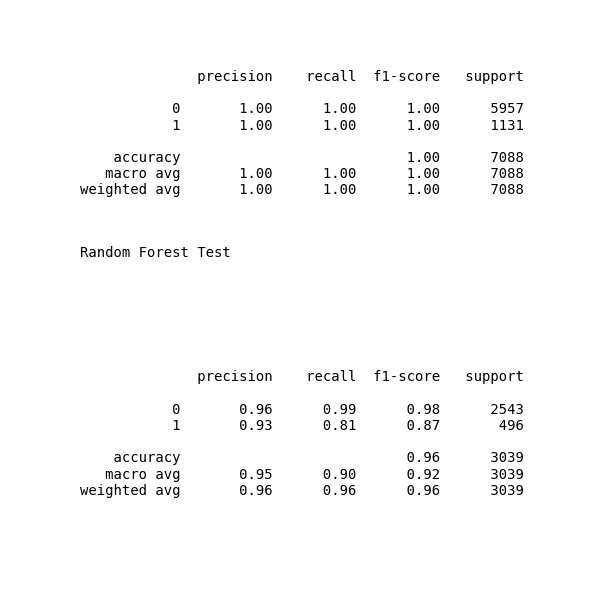 precision recall f1-score support
0 1.00 1.00 1.00 5957
1 1.00 1.00 1.00 1131
accuracy 1.00 7088
macro avg 1.00 1.00 1.00 7088
weighted avg 1.00 1.00 1.00 7088
Random Forest Test
precision recall f1-score support
0 0.96 0.99 0.98 2543
1 0.93 0.81 0.87 496
accuracy 0.96 3039
macro avg 0.95 0.90 0.92 3039
weighted avg 0.96 0.96 0.96 3039